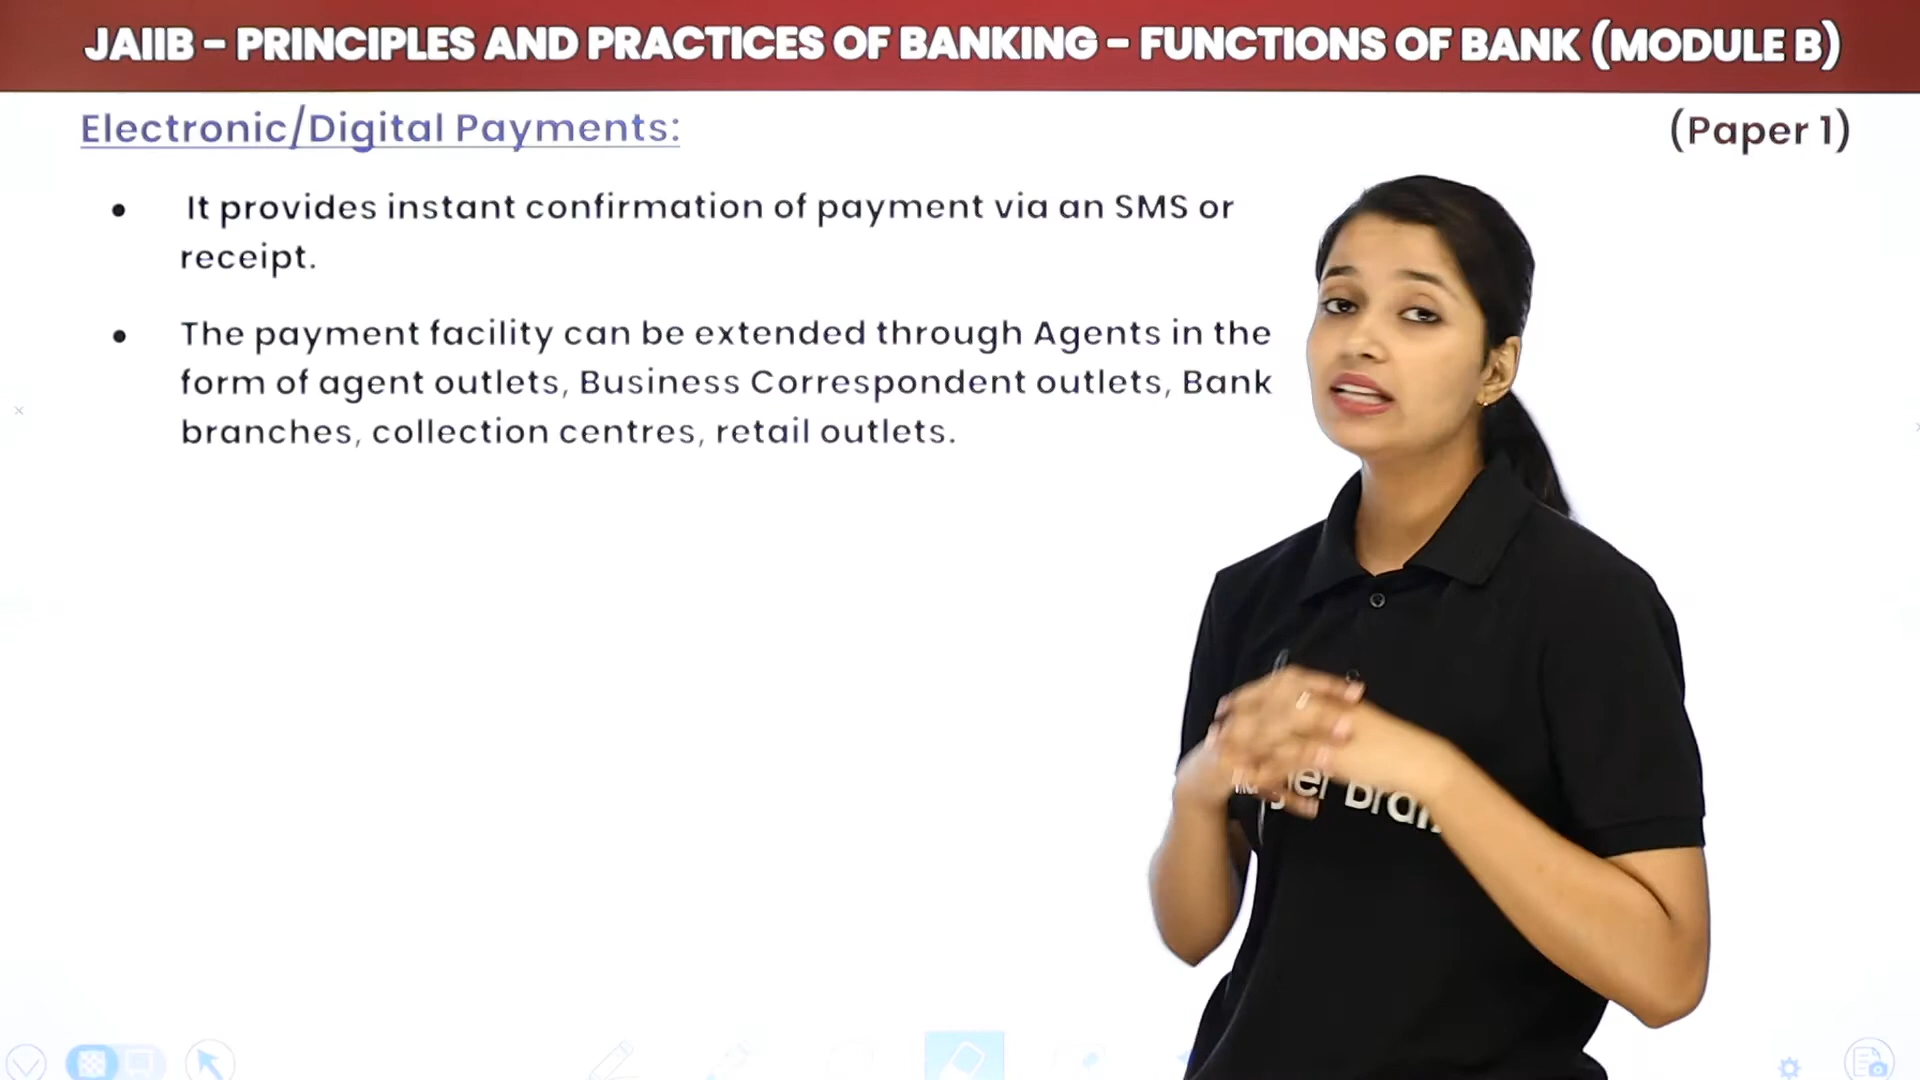 JAIIB – PRINCIPLES AND PRACTICES OF BANKING – FUNCTIONS OF BANK (MODULE B)
Electronic/Digital Payments:
(Paper 1)
• It provides instant confirmation of payment via an SMS or
receipt.
• The payment facility can be extended through Agents in the
form of agent outlets, Business Correspondent outlets, Bank
branches, collection centres, retail outlets.